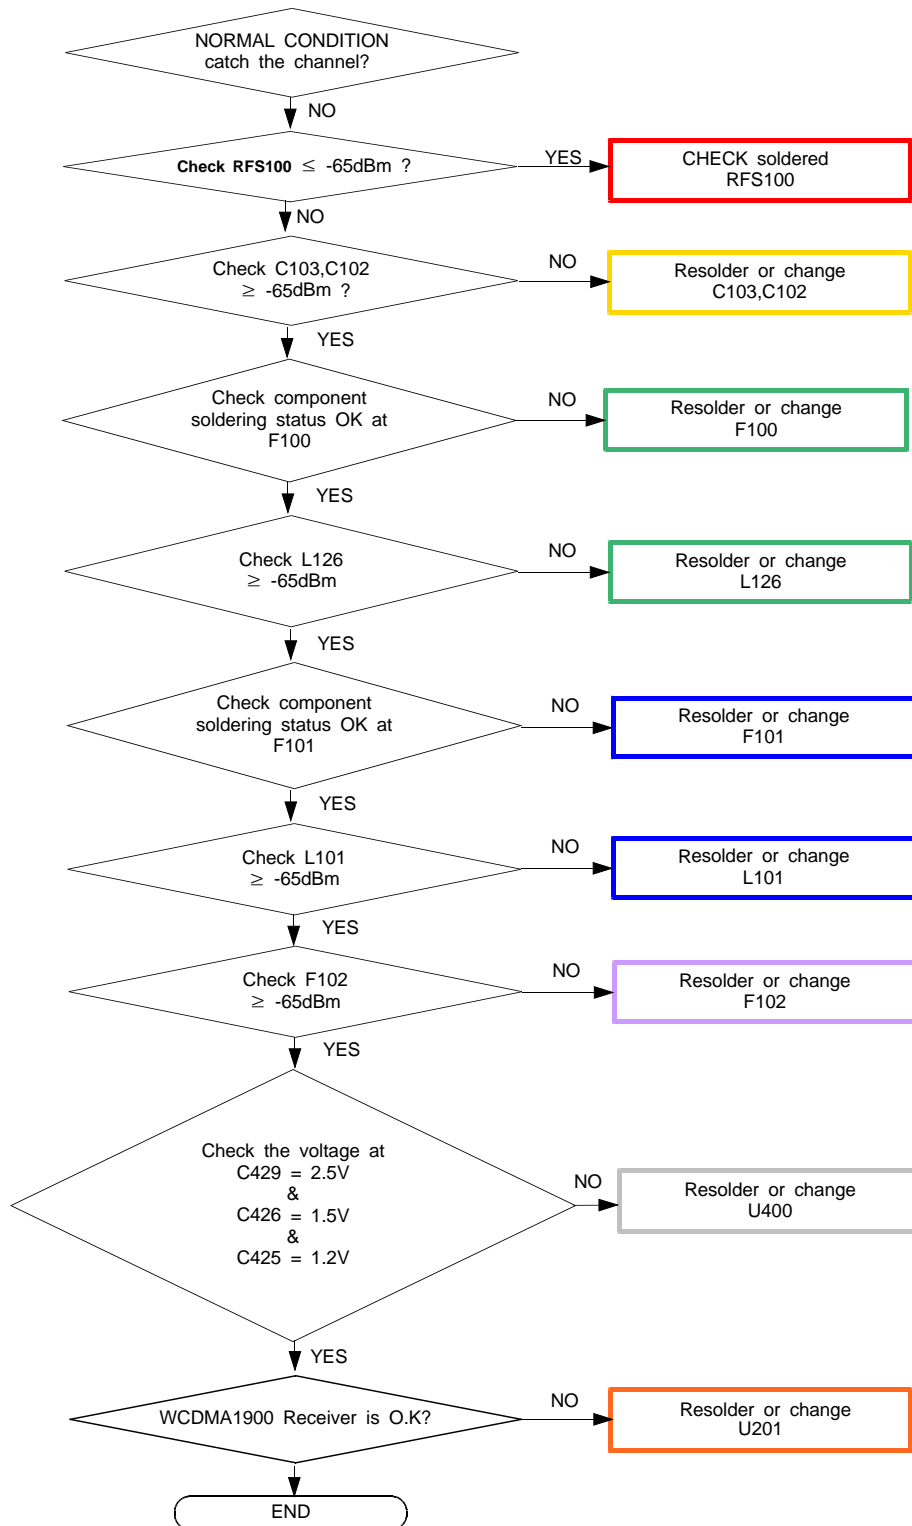 NORMAL CONDITION
catch the channel?
NO
Check RFS100 ≤ -65dBm ?
YES
CHECK soldered
RFS100
NO
Check C103,C102
≥ -65dBm ?
NO
Resolder or change
C103,C102
YES
Check component
soldering status OK at
F100
NO
Resolder or change
F100
YES
Check L126
≥ -65dBm
NO
Resolder or change
L126
YES
Check component
soldering status OK at
F101
NO
Resolder or change
F101
YES
Check L101
≥ -65dBm
NO
Resolder or change
L101
YES
Check F102
≥ -65dBm
NO
Resolder or change
F102
YES
Check the voltage at
C429 = 2.5V
&
C426 = 1.5V
&
C425 = 1.2V
NO
Resolder or change
U400
YES
WCDMA1900 Receiver is O.K?
NO
Resolder or change
U201
END